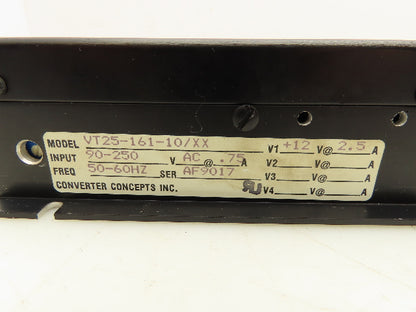 MODEL VT25-161-10/XX V1 +12 V@ 2.5 A
INPUT 90-250 V AC @ .75 A V2 V@ A
FREQ 50-60HZ SER AF9017 V3 V@ A
CONVERTER CONCEPTS INC. V4 V@ A